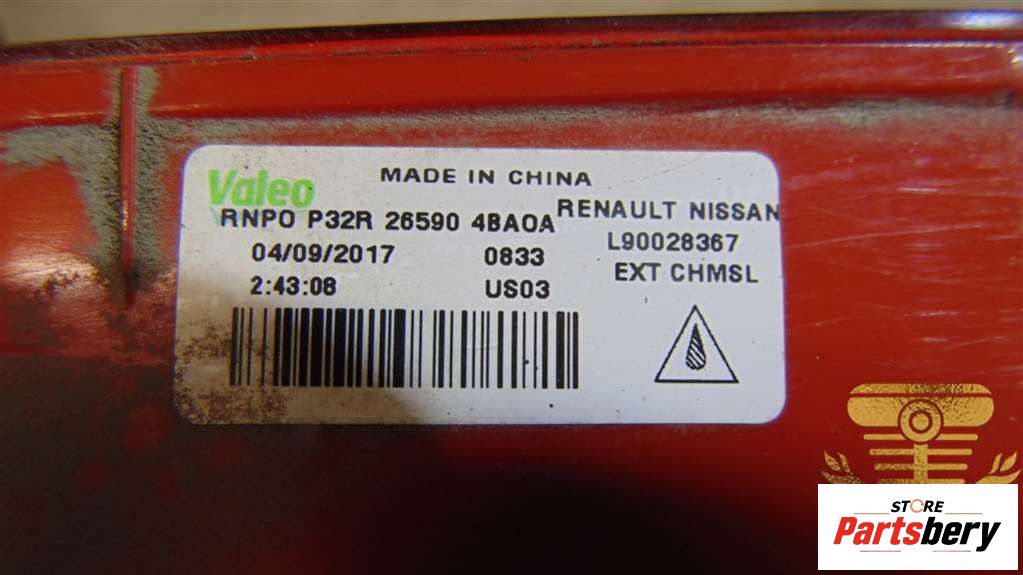 Valeo MADE IN CHINA
RNPO P32R 26590 4BA0A RENAULT NISSAN
04/09/2017 0833 L90028367
2:43:08 US03 EXT CHMSL
STORE
Partsbery